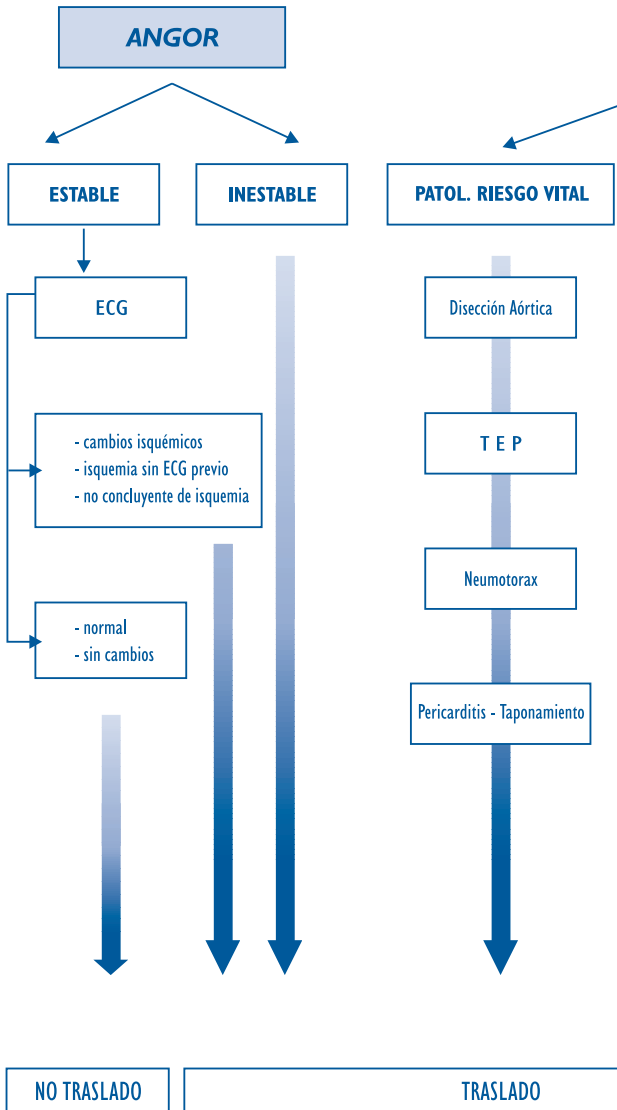 ANGOR
ESTABLE
INESTABLE
PATOL. RIESGO VITAL
ECG
Disección Aórtica
- cambios isquémicos
- isquemia sin ECG previo
- no concluyente de isquemia
T E P
Neumotorax
- normal
- sin cambios
Pericarditis - Taponamiento
NO TRASLADO
TRASLADO